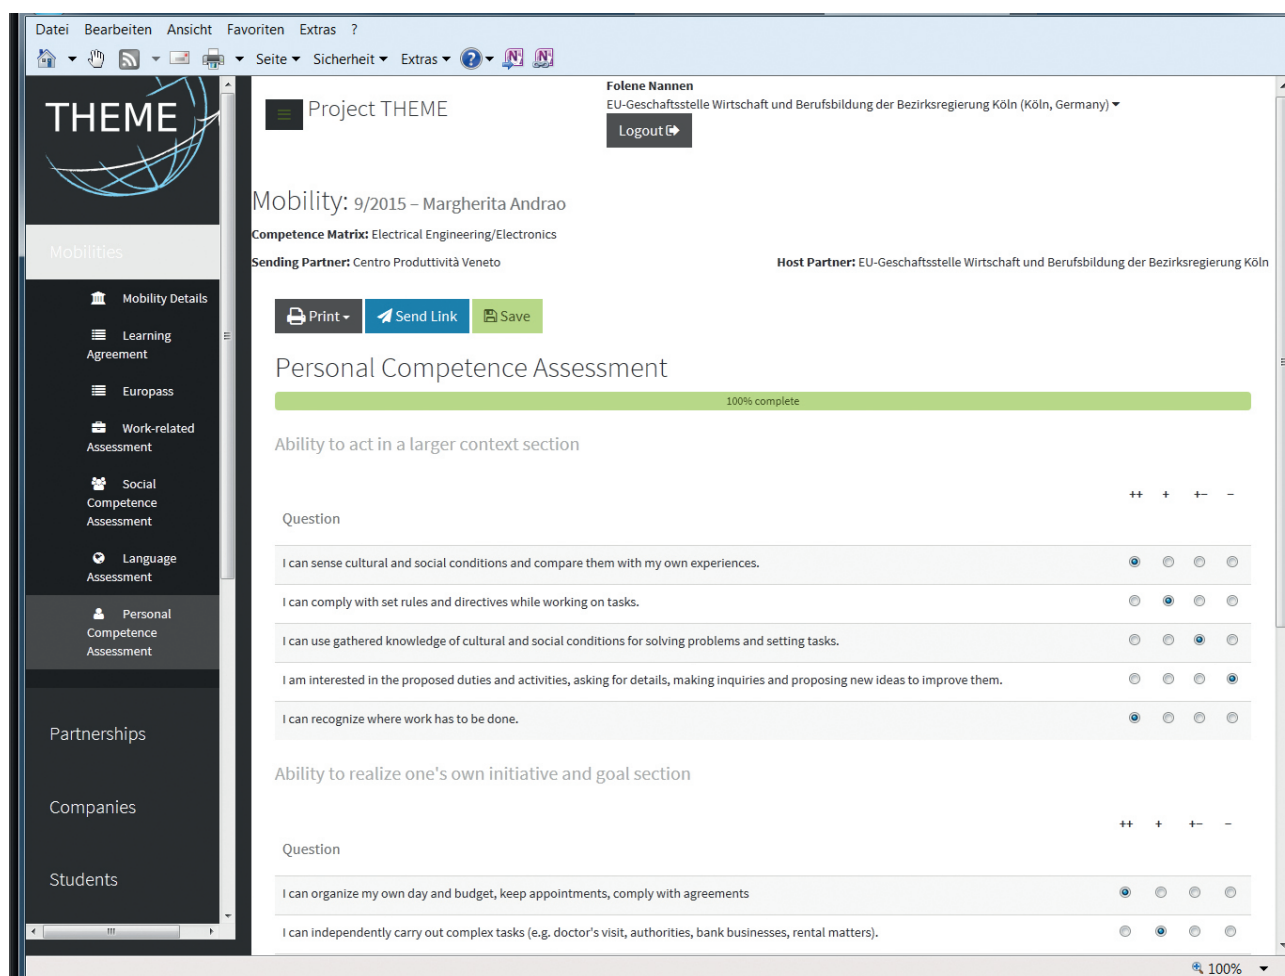 Datei Bearbeiten Ansicht Favoriten Extras ?
Seite Sicherheit Extras ?
THEME
Project THEME
Folene Nannen
EU-Geschaftsstelle Wirtschaft und Berufsbildung der Bezirksregierung Köln (Köln, Germany)
Logout
Mobility: 9/2015 – Margherita Andrao
Competence Matrix: Electrical Engineering/Electronics
Sending Partner: Centro Produttività Veneto
Host Partner: EU-Geschaftsstelle Wirtschaft und Berufsbildung der Bezirksregierung Köln
Mobilities
Mobility Details
Learning
Agreement
Europass
Work-related
Assessment
Social
Competence
Assessment
Language
Assessment
Personal
Competence
Assessment
Partnerships
Companies
Students
Print
Send Link
Save
Personal Competence Assessment
100% complete
Ability to act in a larger context section
++ + +− −
Question
I can sense cultural and social conditions and compare them with my own experiences.
I can comply with set rules and directives while working on tasks.
I can use gathered knowledge of cultural and social conditions for solving problems and setting tasks.
I am interested in the proposed duties and activities, asking for details, making inquiries and proposing new ideas to improve them.
I can recognize where work has to be done.
Ability to realize one's own initiative and goal section
++ + +− −
Question
I can organize my own day and budget, keep appointments, comply with agreements
I can independently carry out complex tasks (e.g. doctor's visit, authorities, bank businesses, rental matters).
100%